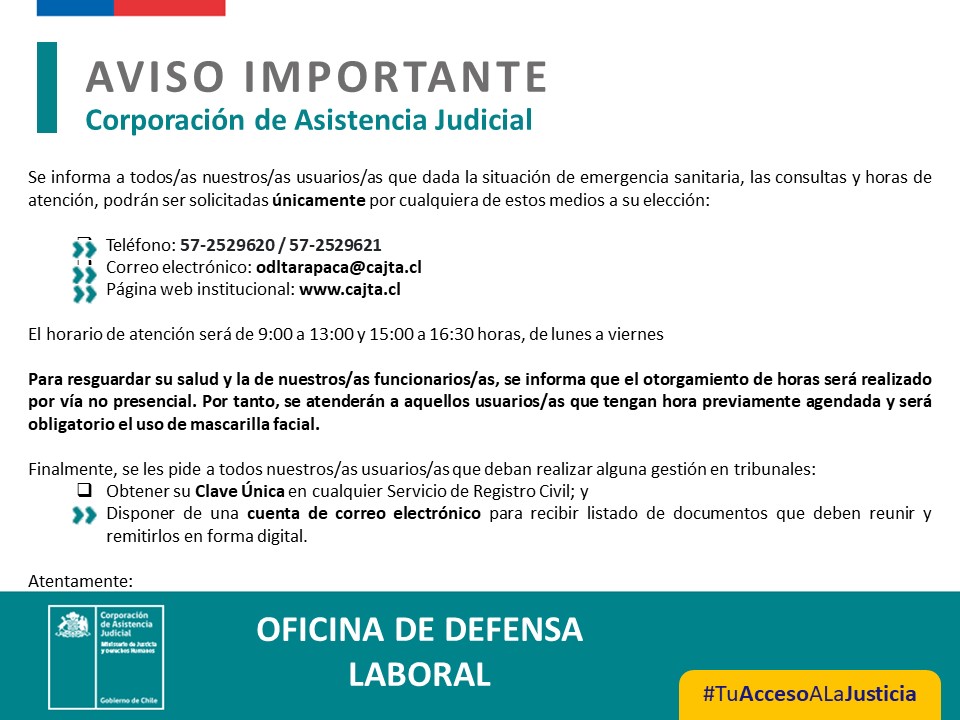 AVISO IMPORTANTE
Corporación de Asistencia Judicial
Se informa a todos/as nuestros/as usuarios/as que dada la situación de emergencia sanitaria, las consultas y horas de
atención, podrán ser solicitadas únicamente por cualquiera de estos medios a su elección:
Teléfono: 57-2529620 / 57-2529621
Correo electrónico: odltarapaca@cajta.cl
Página web institucional: www.cajta.cl
El horario de atención será de 9:00 a 13:00 y 15:00 a 16:30 horas, de lunes a viernes
Para resguardar su salud y la de nuestros/as funcionarios/as, se informa que el otorgamiento de horas será realizado
por vía no presencial. Por tanto, se atenderán a aquellos usuarios/as que tengan hora previamente agendada y será
obligatorio el uso de mascarilla facial.
Finalmente, se les pide a todos nuestros/as usuarios/as que deban realizar alguna gestión en tribunales:
Obtener su Clave Única en cualquier Servicio de Registro Civil; y
Disponer de una cuenta de correo electrónico para recibir listado de documentos que deben reunir y
remitirlos en forma digital.
Atentamente:
Corporación
de Asistencia
Judicial
Ministerio de Justicia
y Derechos Humanos
Gobierno de Chile
OFICINA DE DEFENSA
LABORAL
#TuAccesoALaJusticia